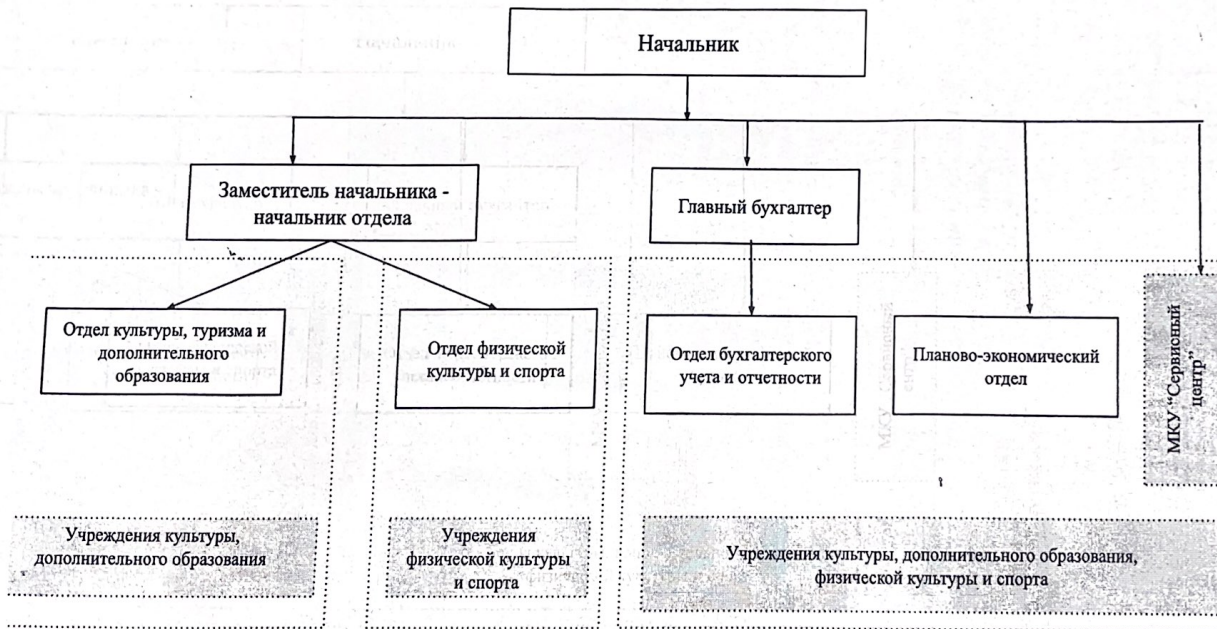 Начальник
Заместитель начальника -
начальник отдела
Главный бухгалтер
Отдел культуры, туризма и
дополнительного
образования
Отдел физической
культуры и спорта
Отдел бухгалтерского
учета и отчетности
Планово-экономический
отдел
МКУ “Сервисный
центр”
Учреждения культуры,
дополнительного образования
Учреждения
физической культуры
и спорта
Учреждения культуры, дополнительного образования,
физической культуры и спорта